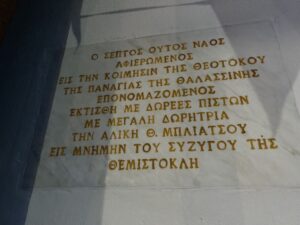 Ο ΣΕΠΤΟΣ ΟΥΤΟΣ ΝΑΟΣ
ΑΦΙΕΡΩΜΕΝΟΣ
ΕΙΣ ΤΗΝ ΚΟΙΜΗΣΙΝ ΤΗΣ ΘΕΟΤΟΚΟΥ
ΤΗΣ ΠΑΝΑΓΙΑΣ ΤΗΣ ΘΑΛΑΣΣΙΝΗΣ
ΕΠΟΝΟΜΑΖΟΜΕΝΟΣ
ΕΚΤΙΣΘΗ ΜΕ ΔΩΡΕΕΣ ΠΙΣΤΩΝ
ΜΕ ΜΕΓΑΛΗ ΔΩΡΗΤΡΙΑ
ΤΗΝ ΑΛΙΚΗ Θ. ΜΠΛΙΑΤΣΟΥ
ΕΙΣ ΜΝΗΜΗΝ ΤΟΥ ΣΥΖΥΓΟΥ ΤΗΣ
ΘΕΜΙΣΤΟΚΛΗ